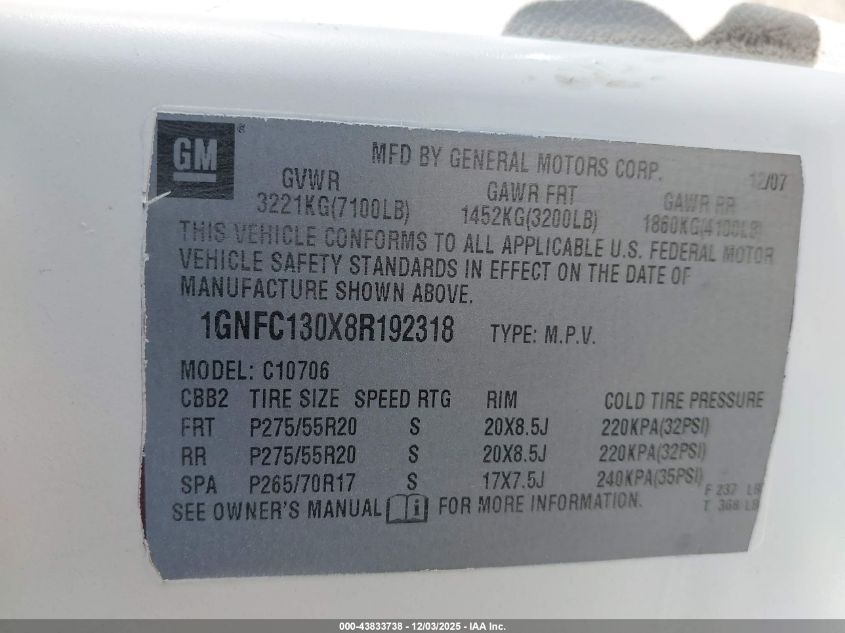 GM ®
MFD BY GENERAL MOTORS CORP. 12/07
GVWR GAWR FRT GAWR RR
3221KG(7100LB) 1452KG(3200LB) 1860KG(4100LB)
THIS VEHICLE CONFORMS TO ALL APPLICABLE U.S. FEDERAL MOTOR
VEHICLE SAFETY STANDARDS IN EFFECT ON THE DATE OF
MANUFACTURE SHOWN ABOVE.
1GNFC130X8R192318 TYPE: M.P.V.
MODEL: C10706
CBB2 TIRE SIZE SPEED RTG RIM COLD TIRE PRESSURE
FRT P275/55R20 S 20X8.5J 220KPA(32PSI)
RR P275/55R20 S 20X8.5J 220KPA(32PSI)
SPA P265/70R17 S 17X7.5J 240KPA(35PSI)
F 237 LB
SEE OWNER'S MANUAL i FOR MORE INFORMATION.
T 368 LB
000-43833738 - 12/03/2025 - IAA Inc.